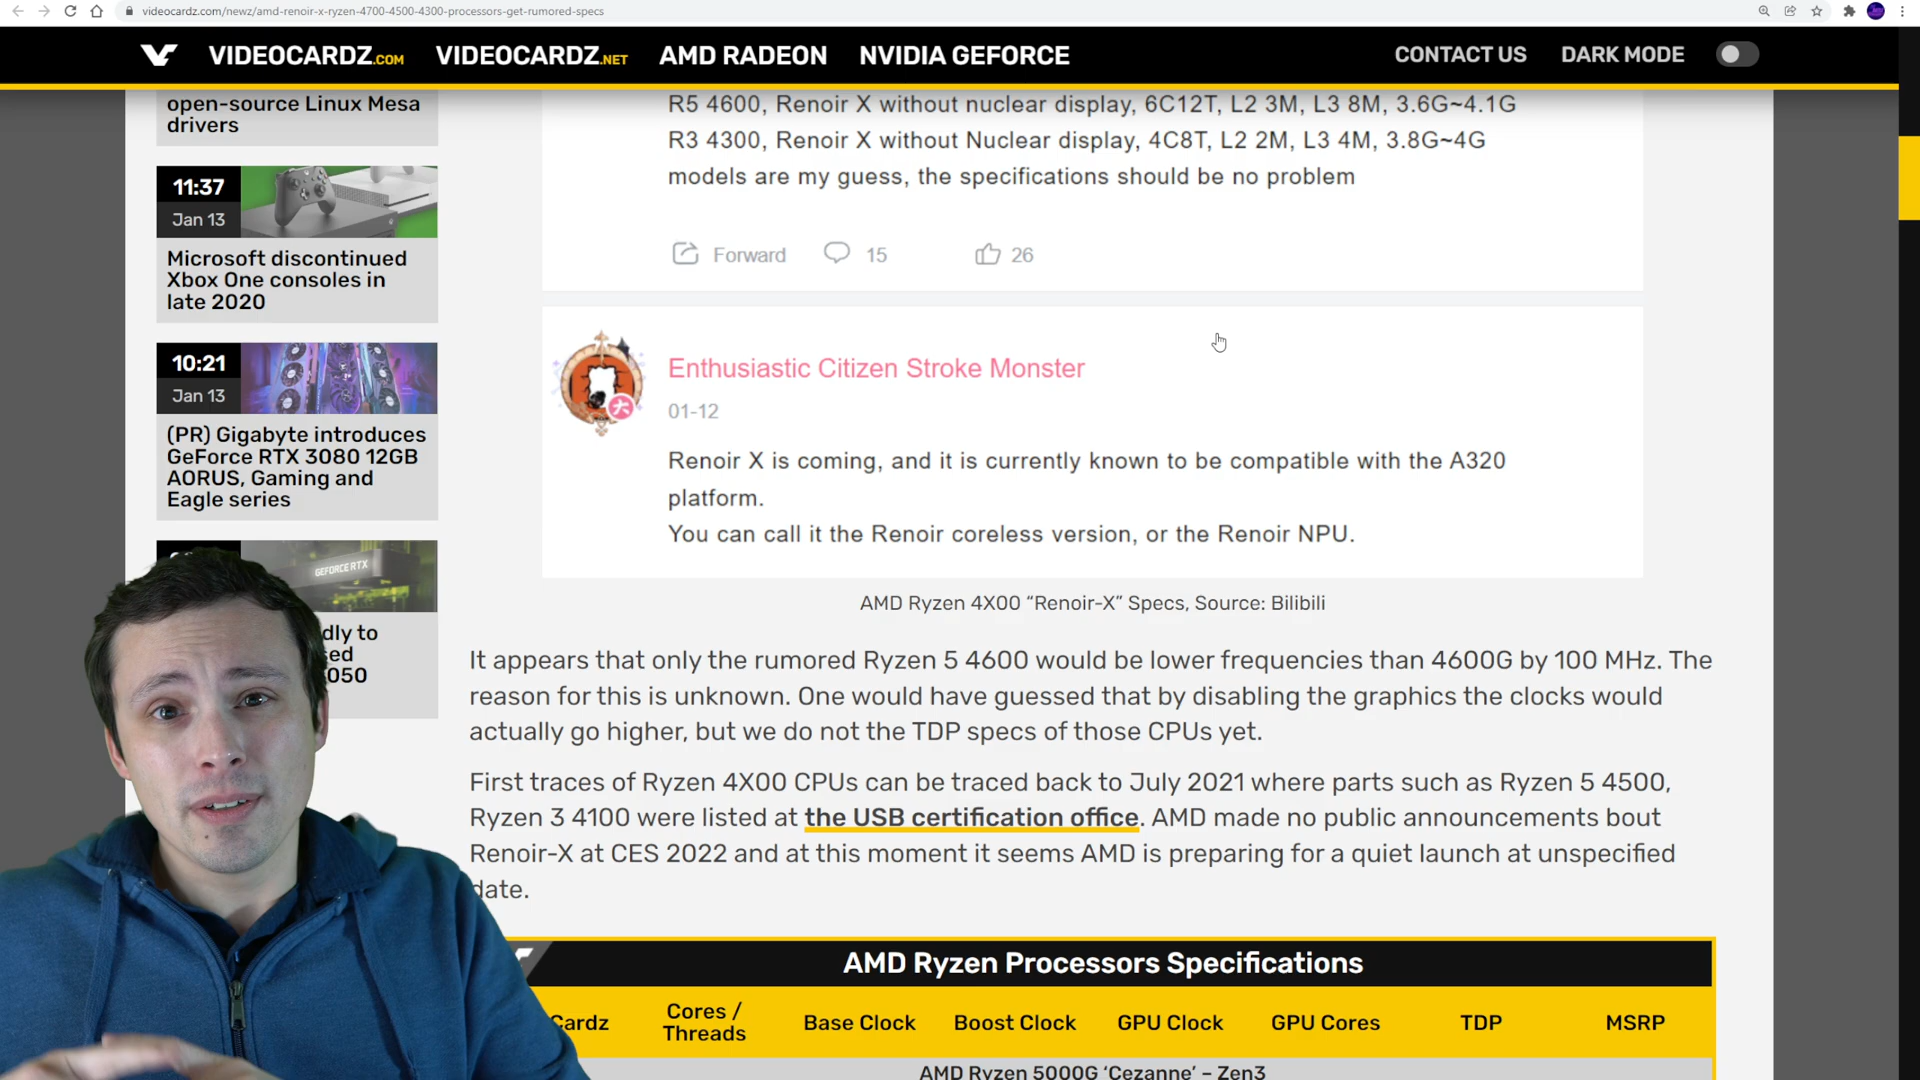 videocardz.com/newz/amd-renoir-x-ryzen-4700-4500-4300-processors-get-rumored-specs
VIDEOCARDZ.COM VIDEOCARDZ.NET AMD RADEON NVIDIA GEFORCE CONTACT US DARK MODE
open-source Linux Mesa
drivers
11:37
Jan 13
Microsoft discontinued
Xbox One consoles in
late 2020
10:21
Jan 13
(PR) Gigabyte introduces
GeForce RTX 3080 12GB
AORUS, Gaming and
Eagle series
GEFORCE RTX
dly to
sed
050
R5 4600, Renoir X without nuclear display, 6C12T, L2 3M, L3 8M, 3.6G~4.1G
R3 4300, Renoir X without Nuclear display, 4C8T, L2 2M, L3 4M, 3.8G~4G
models are my guess, the specifications should be no problem
Forward 15 26
Enthusiastic Citizen Stroke Monster
01-12
Renoir X is coming, and it is currently known to be compatible with the A320
platform.
You can call it the Renoir coreless version, or the Renoir NPU.
AMD Ryzen 4X00 “Renoir-X” Specs, Source: Bilibili
It appears that only the rumored Ryzen 5 4600 would be lower frequencies than 4600G by 100 MHz. The
reason for this is unknown. One would have guessed that by disabling the graphics the clocks would
actually go higher, but we do not the TDP specs of those CPUs yet.
First traces of Ryzen 4X00 CPUs can be traced back to July 2021 where parts such as Ryzen 5 4500,
Ryzen 3 4100 were listed at the USB certification office. AMD made no public announcements bout
Renoir-X at CES 2022 and at this moment it seems AMD is preparing for a quiet launch at unspecified
date.
AMD Ryzen Processors Specifications
Cardz
Cores /
Threads
Base Clock
Boost Clock
GPU Clock
GPU Cores
TDP
MSRP
AMD Ryzen 5000G ‘Cezanne’ – Zen3